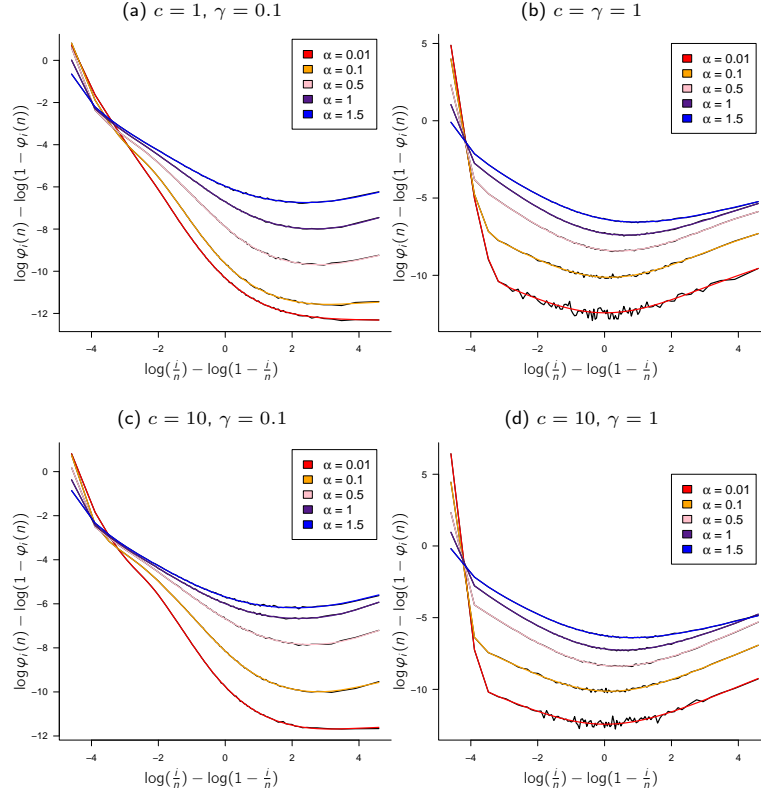 (a) c = 1, γ = 0.1
0
−2
−4
−6
−8
−10
−12
−4
−2
0
2
4
log φ_i(n) − log(1 − φ_i(n))
log(i/n) − log(1 − i/n)
α = 0.01
α = 0.1
α = 0.5
α = 1
α = 1.5
(b) c = γ = 1
5
0
−5
−10
−4
−2
0
2
4
log φ_i(n) − log(1 − φ_i(n))
log(i/n) − log(1 − i/n)
α = 0.01
α = 0.1
α = 0.5
α = 1
α = 1.5
(c) c = 10, γ = 0.1
0
−2
−4
−6
−8
−10
−12
−4
−2
0
2
4
log φ_i(n) − log(1 − φ_i(n))
log(i/n) − log(1 − i/n)
α = 0.01
α = 0.1
α = 0.5
α = 1
α = 1.5
(d) c = 10, γ = 1
5
0
−5
−10
−4
−2
0
2
4
log φ_i(n) − log(1 − φ_i(n))
log(i/n) − log(1 − i/n)
α = 0.01
α = 0.1
α = 0.5
α = 1
α = 1.5